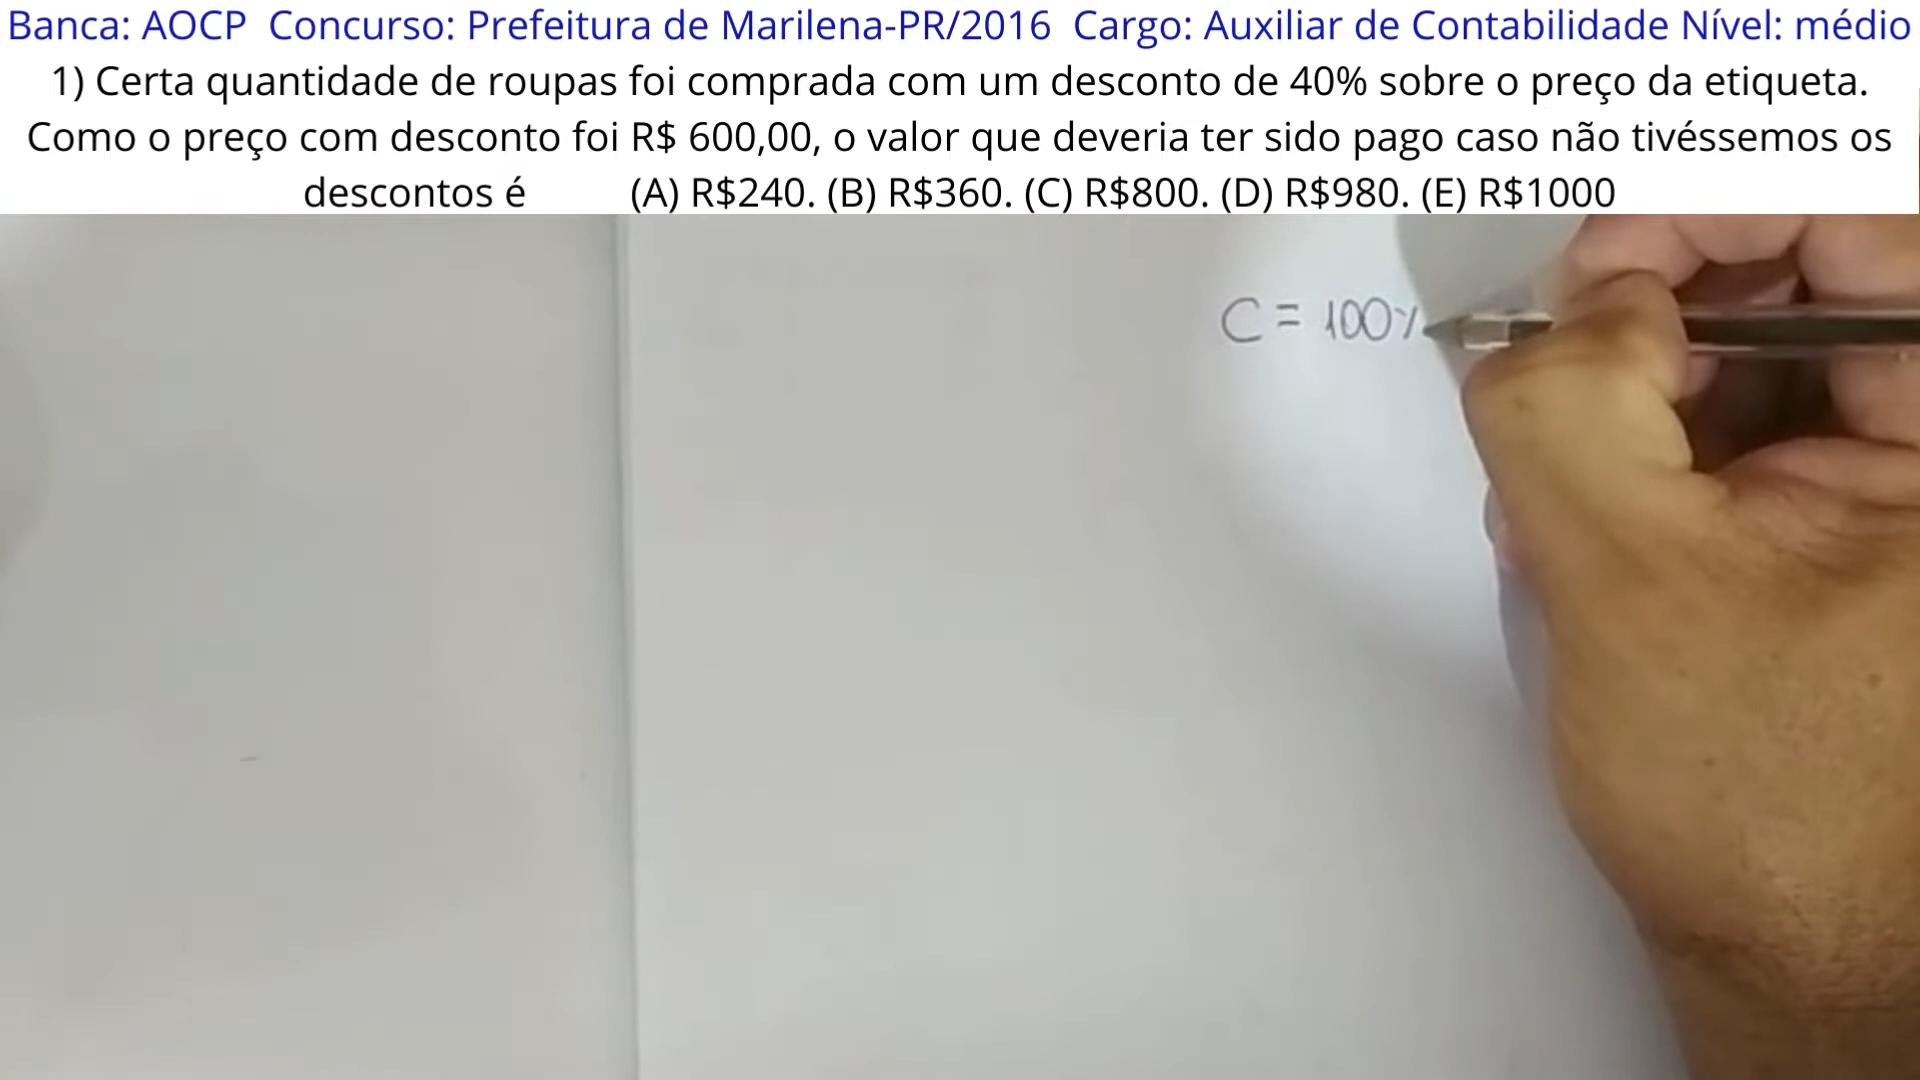 Banca: AOCP Concurso: Prefeitura de Marilena-PR/2016 Cargo: Auxiliar de Contabilidade Nível: médio
1) Certa quantidade de roupas foi comprada com um desconto de 40% sobre o preço da etiqueta.
Como o preço com desconto foi R$ 600,00, o valor que deveria ter sido pago caso não tivéssemos os
descontos é (A) R$240. (B) R$360. (C) R$800. (D) R$980. (E) R$1000
C = 100%